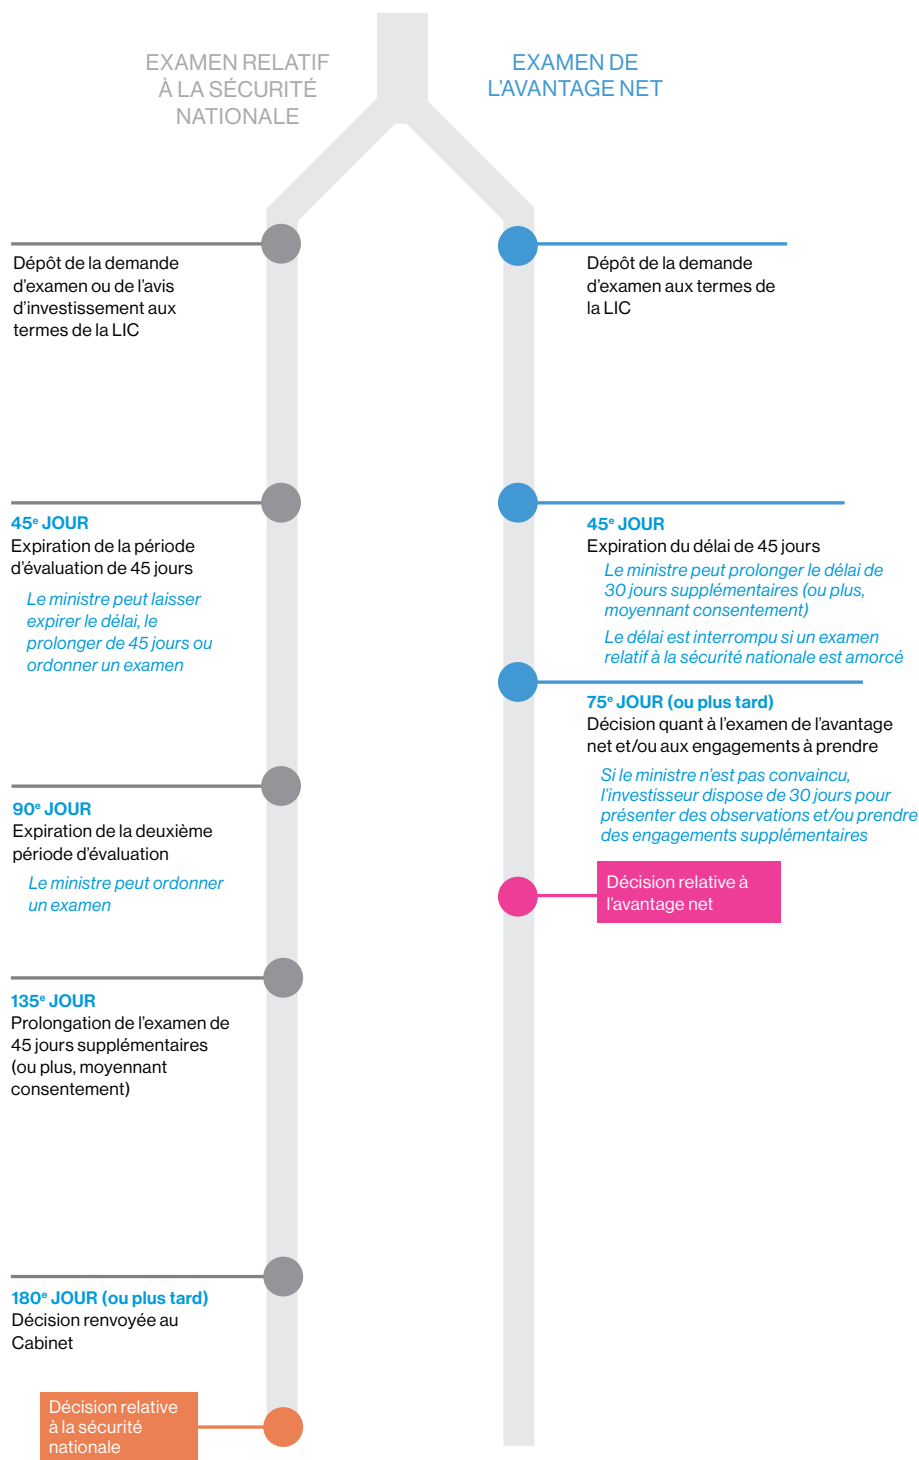 EXAMEN RELATIF
À LA SÉCURITÉ
NATIONALE
EXAMEN DE
L'AVANTAGE NET
Dépôt de la demande
d'examen ou de l'avis
d'investissement aux
termes de la LIC
Dépôt de la demande
d'examen aux termes de
la LIC
45e JOUR
Expiration de la période
d'évaluation de 45 jours
Le ministre peut laisser
expirer le délai, le
prolonger de 45 jours ou
ordonner un examen
45e JOUR
Expiration du délai de 45 jours
Le ministre peut prolonger le délai de
30 jours supplémentaires (ou plus,
moyennant consentement)
Le délai est interrompu si un examen
relatif à la sécurité nationale est amorcé
75e JOUR (ou plus tard)
Décision quant à l'examen de l'avantage
net et/ou aux engagements à prendre
Si le ministre n'est pas convaincu,
l'investisseur dispose de 30 jours pour
présenter des observations et/ou prendre
des engagements supplémentaires
90e JOUR
Expiration de la deuxième
période d'évaluation
Le ministre peut ordonner
un examen
Décision relative à
l'avantage net
135e JOUR
Prolongation de l'examen de
45 jours supplémentaires
(ou plus, moyennant
consentement)
180e JOUR (ou plus tard)
Décision renvoyée au
Cabinet
Décision relative
à la sécurité
nationale